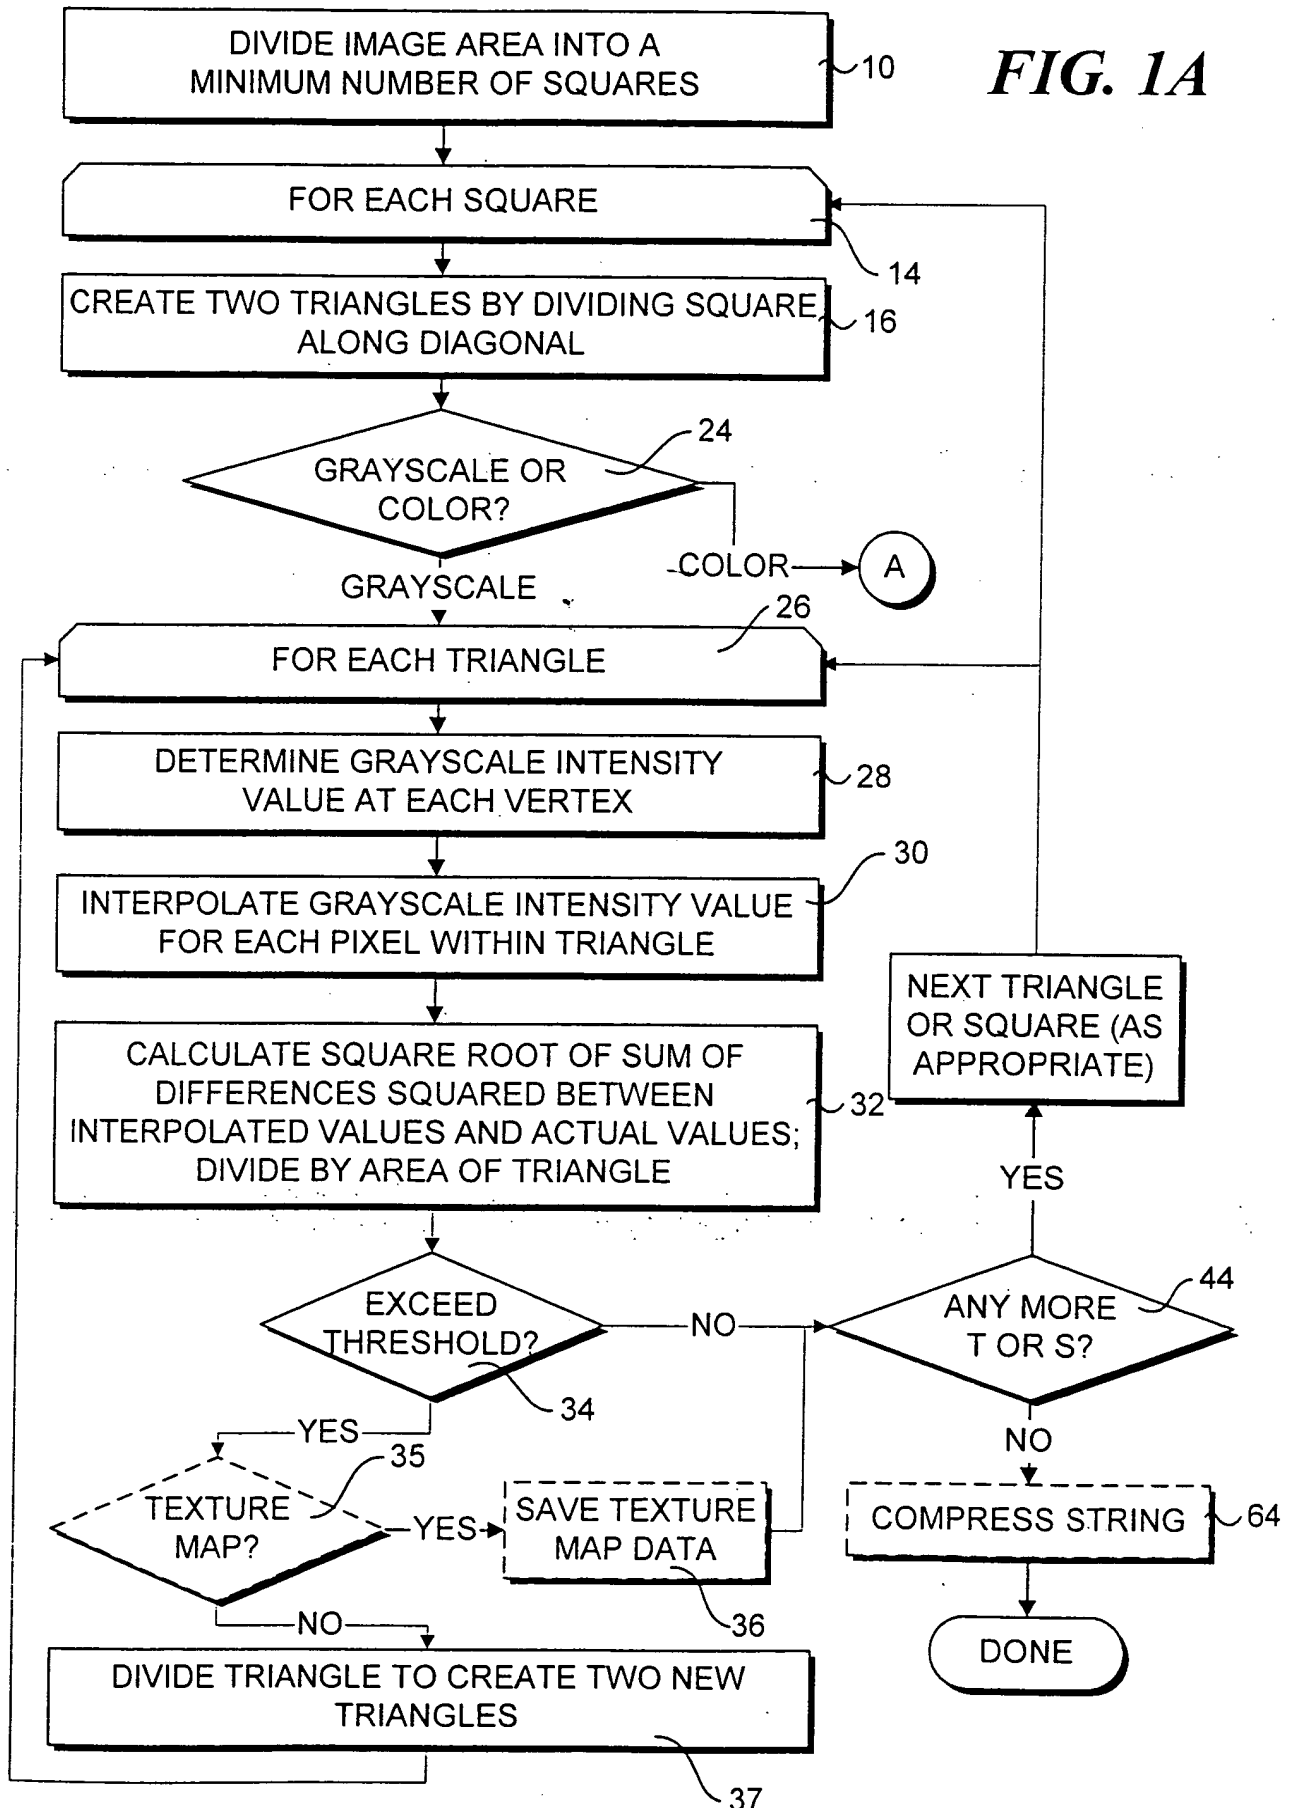 DIVIDE IMAGE AREA INTO A
MINIMUM NUMBER OF SQUARES
10
FIG. 1A
FOR EACH SQUARE
14
CREATE TWO TRIANGLES BY DIVIDING SQUARE
ALONG DIAGONAL
16
24
GRAYSCALE OR
COLOR?
COLOR
A
GRAYSCALE
26
FOR EACH TRIANGLE
DETERMINE GRAYSCALE INTENSITY
VALUE AT EACH VERTEX
28
30
INTERPOLATE GRAYSCALE INTENSITY VALUE
FOR EACH PIXEL WITHIN TRIANGLE
NEXT TRIANGLE
OR SQUARE (AS
APPROPRIATE)
CALCULATE SQUARE ROOT OF SUM OF
DIFFERENCES SQUARED BETWEEN
INTERPOLATED VALUES AND ACTUAL VALUES;
DIVIDE BY AREA OF TRIANGLE
32
YES
EXCEED
THRESHOLD?
34
NO
ANY MORE
T OR S?
44
YES
35
NO
TEXTURE
MAP?
YES
SAVE TEXTURE
MAP DATA
36
COMPRESS STRING
64
NO
DONE
DIVIDE TRIANGLE TO CREATE TWO NEW
TRIANGLES
37